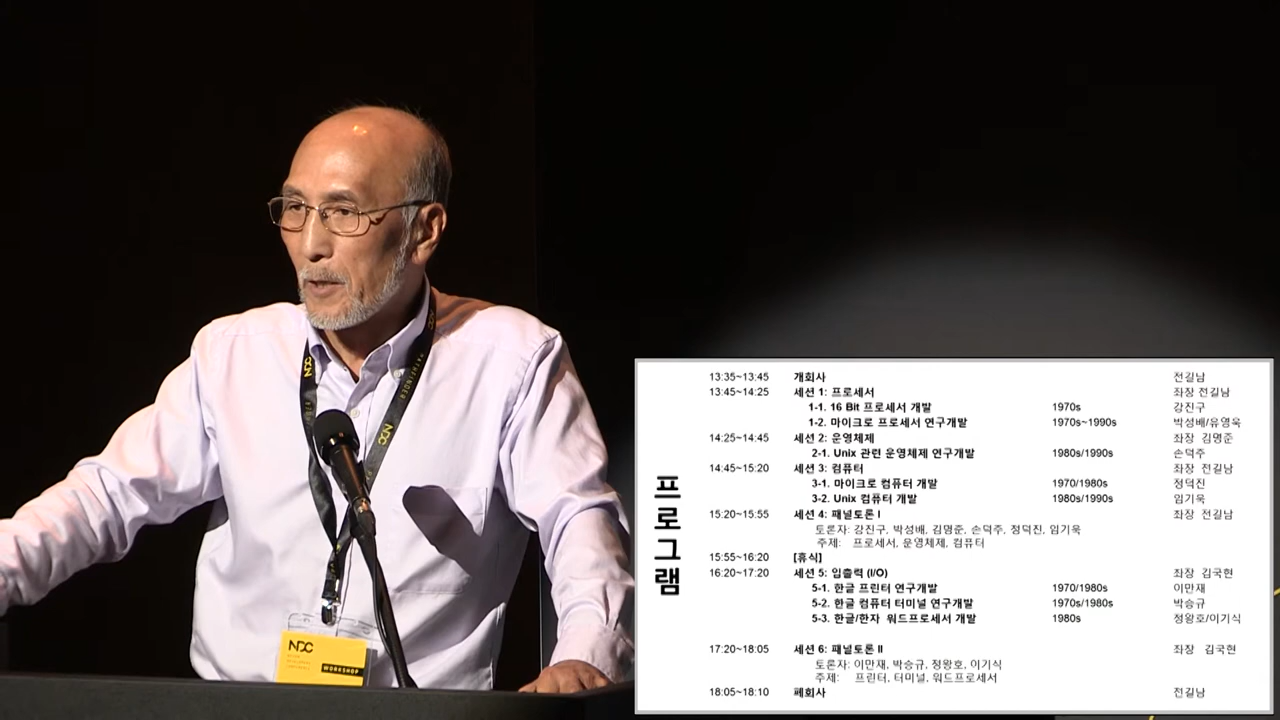 NDC
PATHFINDER
NDC
NDC
WORKSHOP
프로그램
13:35~13:45 개회사 전길남
13:45~14:25 세션 1: 프로세서 좌장 전길남
1-1. 16 Bit 프로세서 개발 1970s 강진구
1-2. 마이크로 프로세서 연구개발 1970s~1990s 박성배/유영욱
14:25~14:45 세션 2: 운영체제 좌장 김명준
2-1. Unix 관련 운영체제 연구개발 1980s/1990s 손덕주
14:45~15:20 세션 3: 컴퓨터 좌장 전길남
3-1. 마이크로 컴퓨터 개발 1970/1980s 정덕진
3-2. Unix 컴퓨터 개발 1980s/1990s 임기욱
15:20~15:55 세션 4: 패널토론 I 좌장 전길남
토론자: 강진구, 박성배, 김명준, 손덕주, 정덕진, 임기욱
주제: 프로세서, 운영체제, 컴퓨터
15:55~16:20 [휴식]
16:20~17:20 세션 5: 입출력 (I/O) 좌장 김국현
5-1. 한글 프린터 연구개발 1970/1980s 이만재
5-2. 한글 컴퓨터 터미널 연구개발 1970s/1980s 박승규
5-3. 한글/한자 워드프로세서 개발 1980s 정왕호/이기식
17:20~18:05 세션 6: 패널토론 II 좌장 김국현
토론자: 이만재, 박승규, 정왕호, 이기식
주제: 프린터, 터미널, 워드프로세서
18:05~18:10 폐회사 전길남